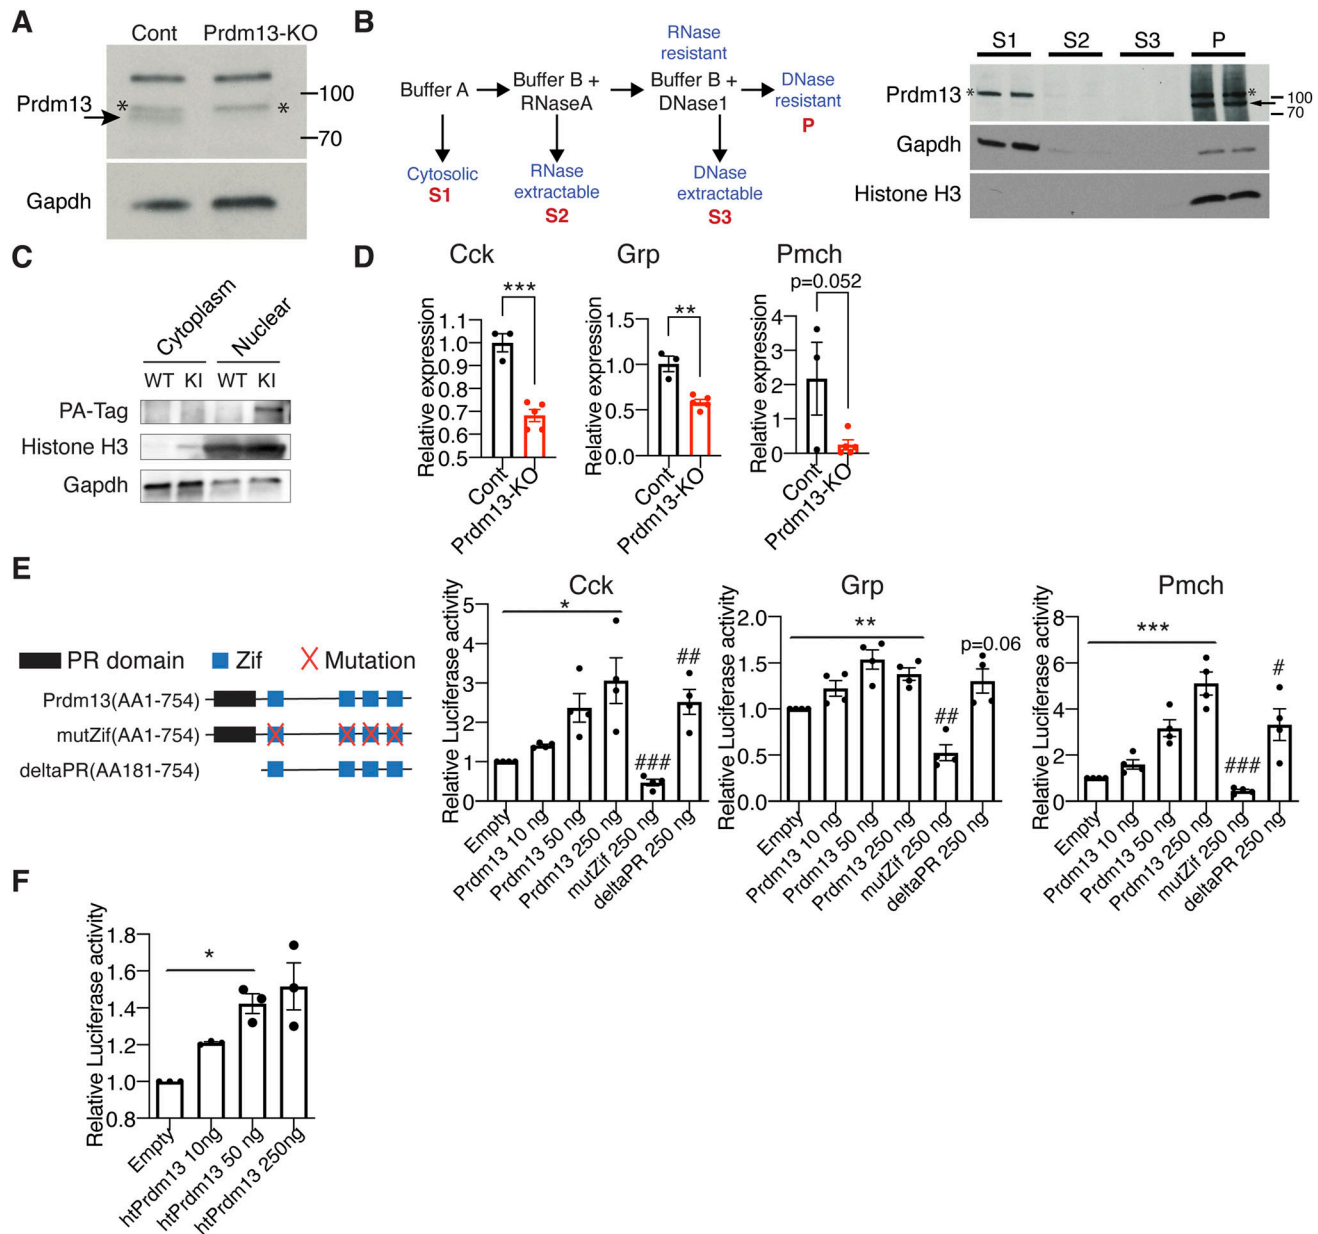 A
Cont Prdm13-KO
Prdm13 * * 100
70
Gapdh
B
RNase
resistant
Buffer A Buffer B + Buffer B + DNase
RNaseA DNase1 resistant
P
Cytosolic RNase DNase
S1 extractable extractable
S2 S3
S1 S2 S3 P
Prdm13 * * 100
70
Gapdh
Histone H3
C
Cytoplasm Nuclear
WT KI WT KI
PA-Tag
Histone H3
Gapdh
D
Cck
***
Relative expression
1.1
1.0
0.9
0.8
0.7
0.6
0.5
Cont
Prdm13-KO
Grp
**
Relative expression
1.5
1.0
0.5
0.0
Cont
Prdm13-KO
Pmch
p=0.052
Relative expression
4
3
2
1
0
Cont
Prdm13-KO
E
PR domain Zif Mutation
Prdm13(AA1-754)
mutZif(AA1-754)
deltaPR(AA181-754)
Cck
Relative Luciferase activity
5
4
3
2
1
0
*
###
##
Empty
Prdm13 10 ng
Prdm13 50 ng
Prdm13 250 ng
mutZif 250 ng
deltaPR 250 ng
Grp
Relative Luciferase activity
2.0
1.5
1.0
0.5
0.0
**
##
p=0.06
Empty
Prdm13 10 ng
Prdm13 50 ng
Prdm13 250 ng
mutZif 250 ng
deltaPR 250 ng
Pmch
Relative Luciferase activity
8
6
4
2
0
***
###
#
Empty
Prdm13 10 ng
Prdm13 50 ng
Prdm13 250 ng
mutZif 250 ng
deltaPR 250 ng
F
Relative Luciferase activity
1.8
1.6
1.4
1.2
1.0
0.8
*
Empty
htPrdm13 10ng
htPrdm13 50 ng
htPrdm13 250ng